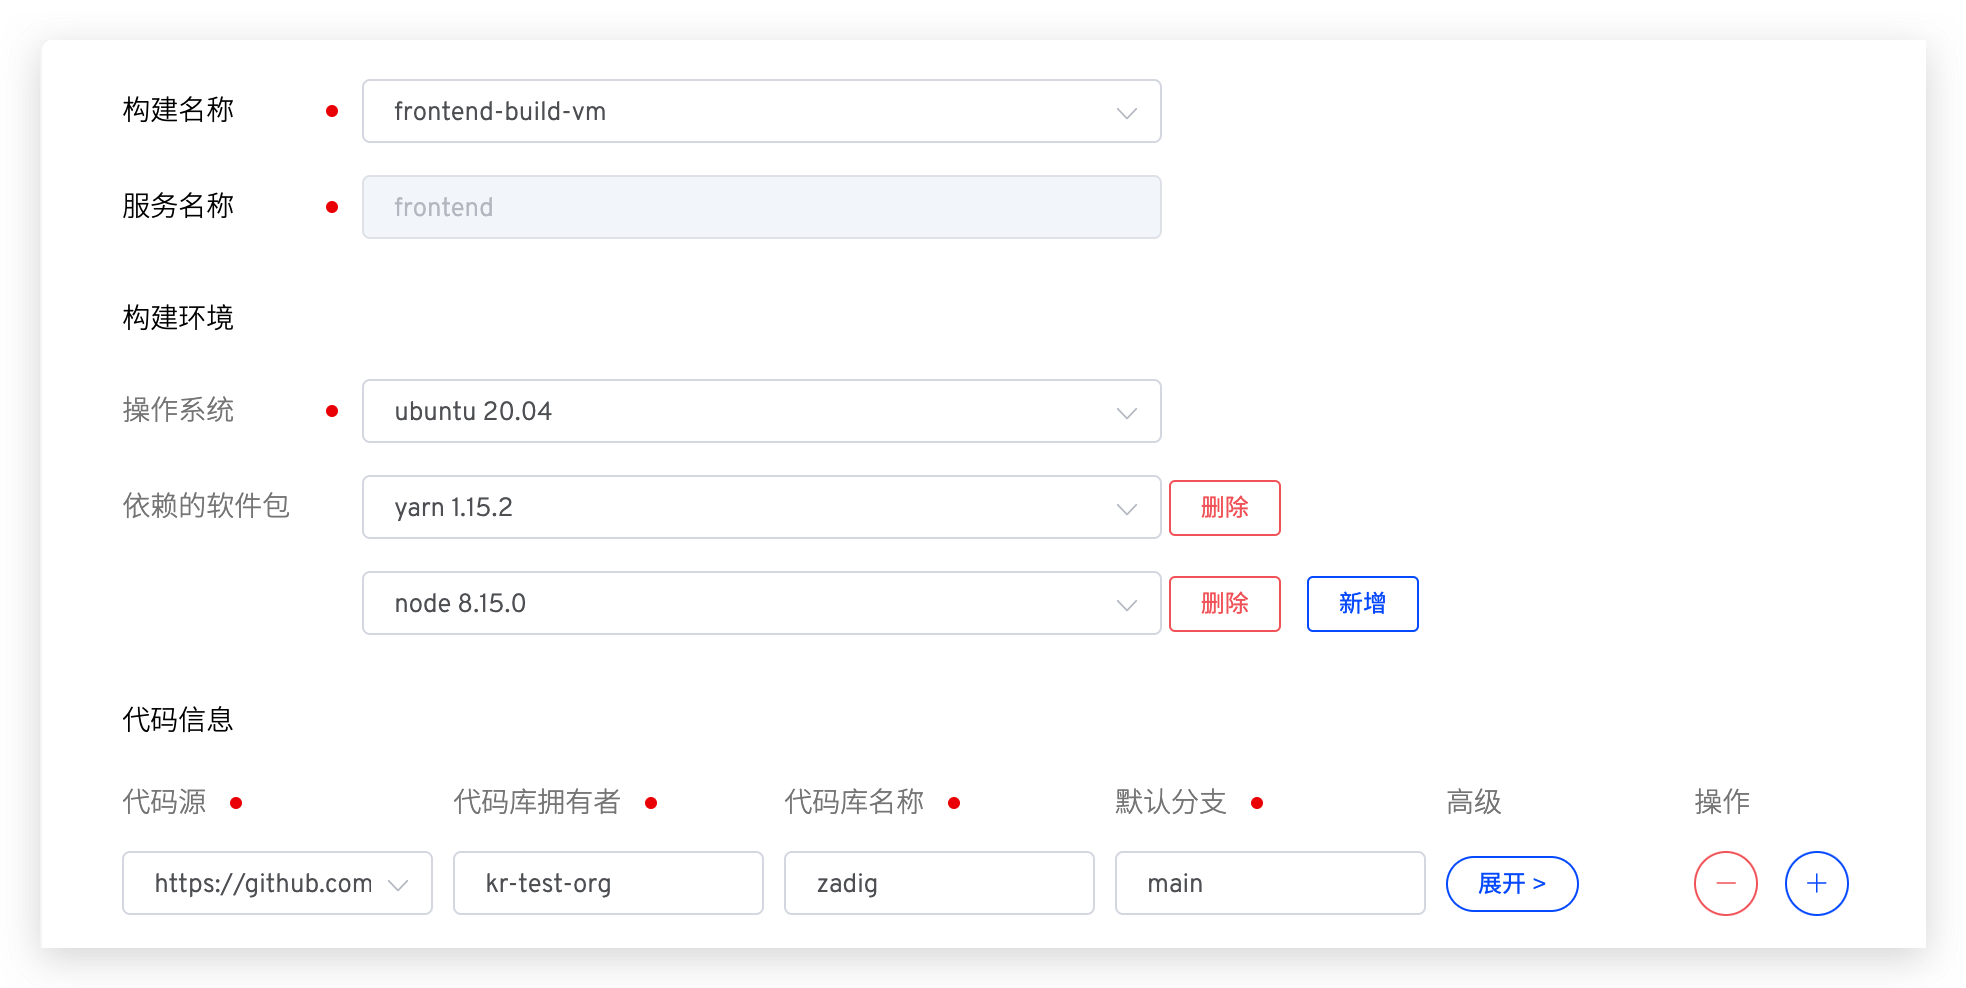 构建名称 frontend-build-vm
服务名称 frontend
构建环境
操作系统 ubuntu 20.04
依赖的软件包 yarn 1.15.2 删除
node 8.15.0 删除 新增
代码信息
代码源 代码库拥有者 代码库名称 默认分支 高级 操作
https://github.com kr-test-org zadig main 展开 >